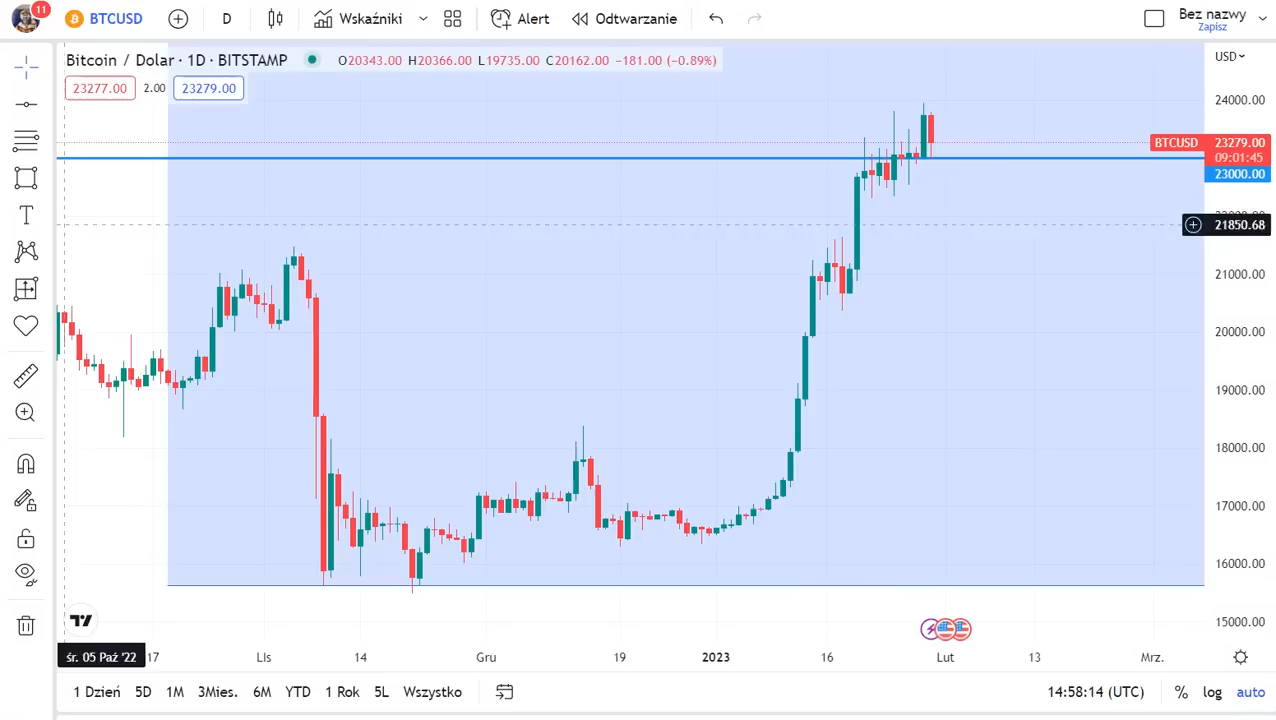 11
BTCUSD
D
Wskaźniki
Alert
Odtwarzanie
Bez nazwy
Zapisz
Bitcoin / Dolar · 1D · BITSTAMP
O20343.00 H20366.00 L19735.00 C20162.00 −181.00 (−0.89%)
USD
23277.00 2.00 23279.00
24000.00
BTCUSD 23279.00
09:01:45
23000.00
21850.68
21000.00
20000.00
19000.00
18000.00
17000.00
16000.00
15000.00
śr. 05 Paź '22 17 Lis 14 Gru 19 2023 16 Lut 13 Mrz.
1 Dzień 5D 1M 3Mies. 6M YTD 1 Rok 5L Wszystko 14:58:14 (UTC) % log auto